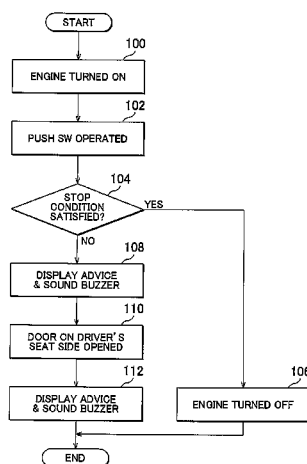 START
100
ENGINE TURNED ON
102
PUSH SW OPERATED
104
STOP
CONDITION
SATISFIED?
YES
NO
108
DISPLAY ADVICE
& SOUND BUZZER
110
DOOR ON DRIVER'S
SEAT SIDE OPENED
112
DISPLAY ADVICE
& SOUND BUZZER
106
ENGINE TURNED OFF
END